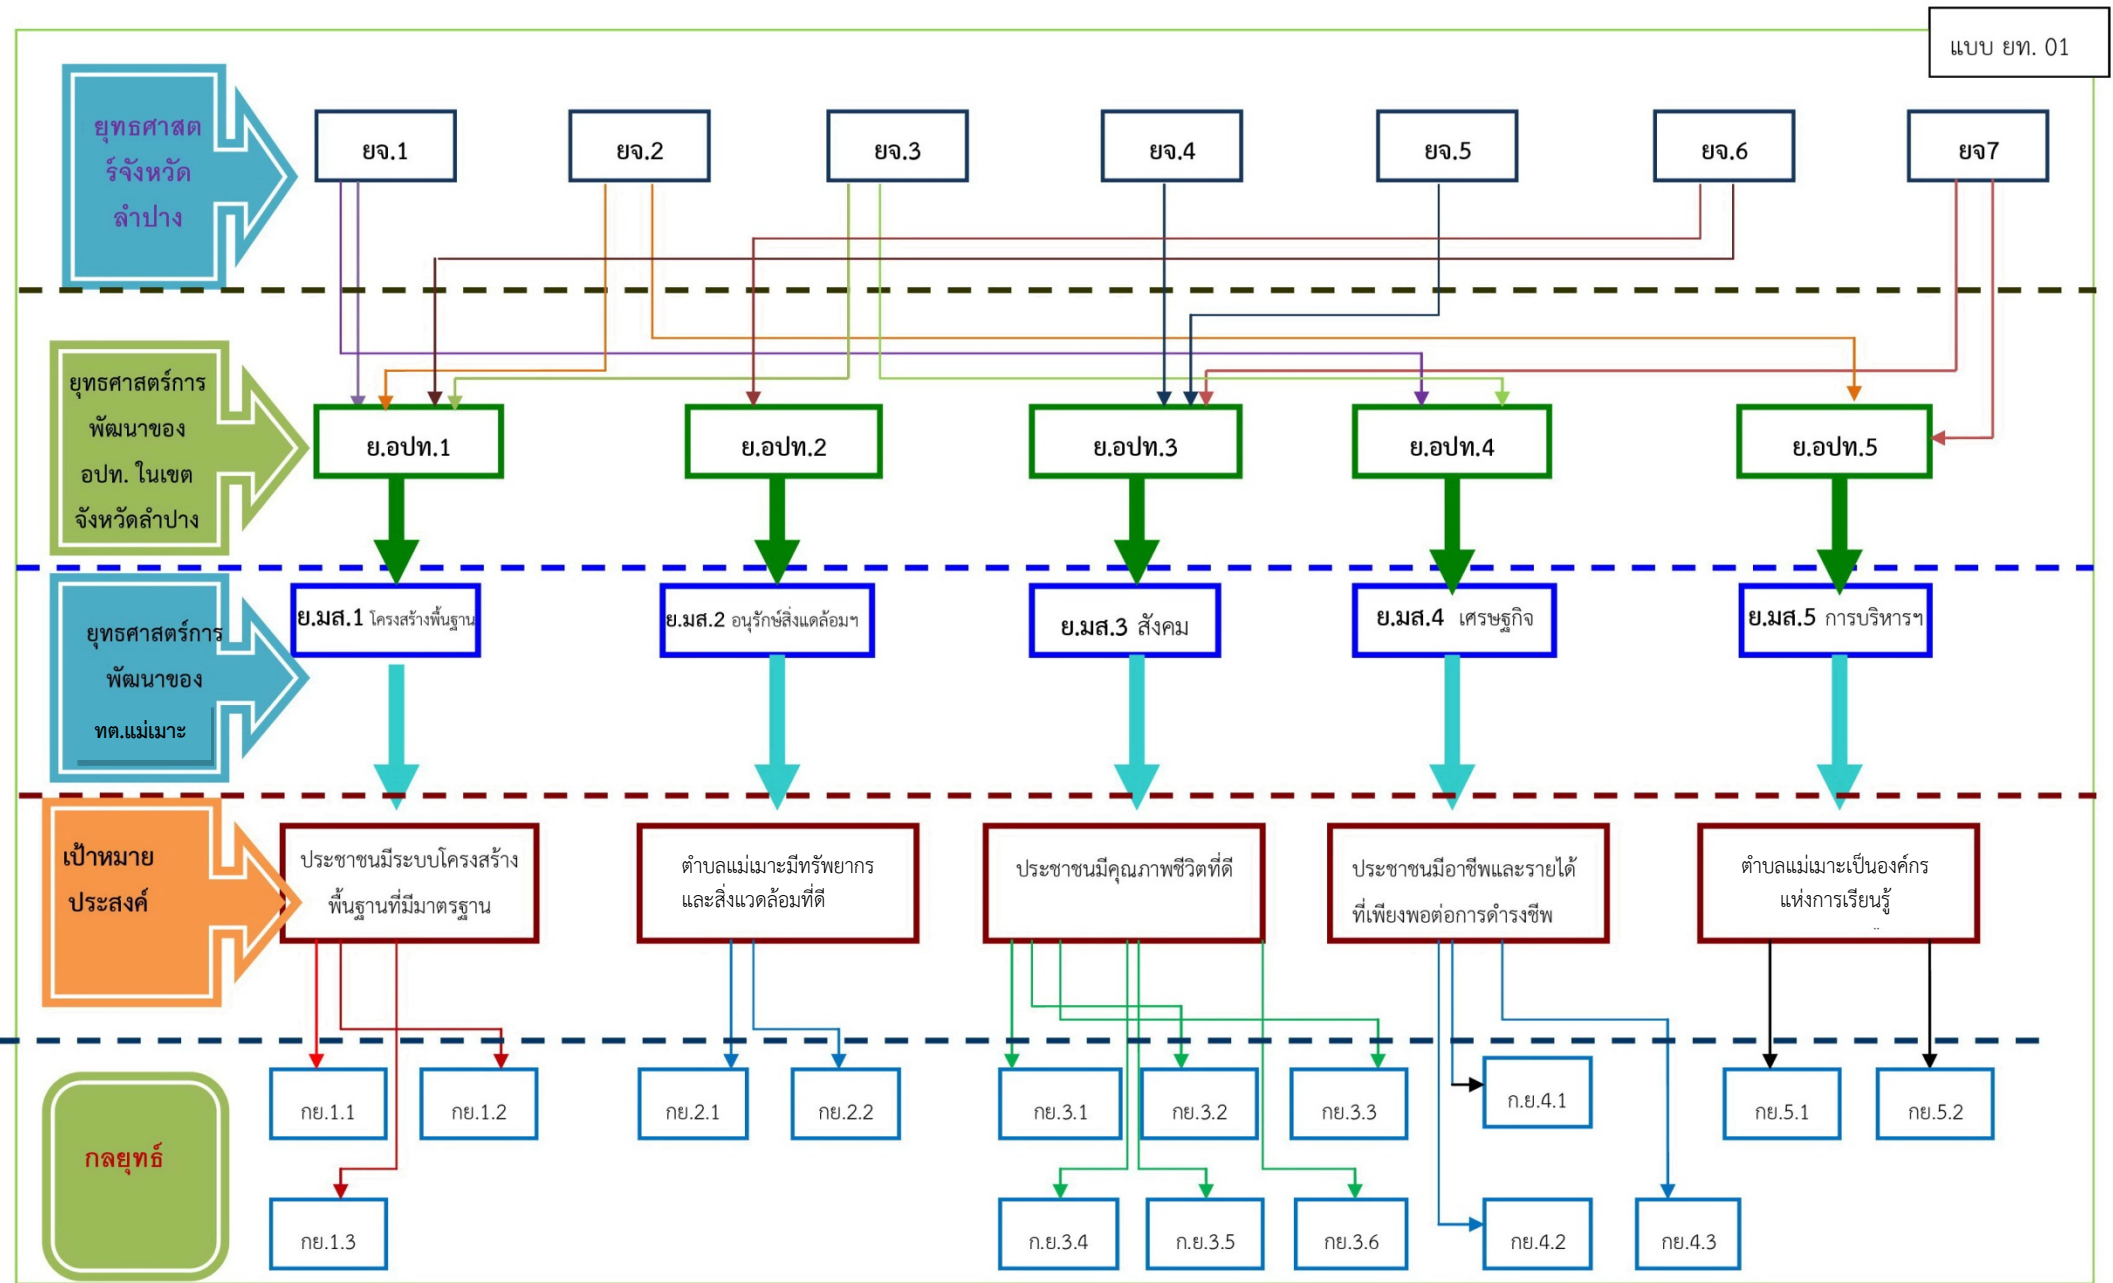 แบบ ยท. 01
ยุทธศาสต
ร์จังหวัด
ลำปาง
ยจ.1
ยจ.2
ยจ.3
ยจ.4
ยจ.5
ยจ.6
ยจ7
ยุทธศาสตร์การ
พัฒนาของ
อปท. ในเขต
จังหวัดลำปาง
ย.อปท.1
ย.อปท.2
ย.อปท.3
ย.อปท.4
ย.อปท.5
ยุทธศาสตร์การ
พัฒนาของ
ทต.แม่เมาะ
ย.มส.1 โครงสร้างพื้นฐาน
ย.มส.2 อนุรักษ์สิ่งแดล้อมฯ
ย.มส.3 สังคม
ย.มส.4 เศรษฐกิจ
ย.มส.5 การบริหารฯ
เป้าหมาย
ประสงค์
ประชาชนมีระบบโครงสร้าง
พื้นฐานที่มีมาตรฐาน
ตำบลแม่เมาะมีทรัพยากร
และสิ่งแวดล้อมที่ดี
ประชาชนมีคุณภาพชีวิตที่ดี
ประชาชนมีอาชีพและรายได้
ที่เพียงพอต่อการดำรงชีพ
ตำบลแม่เมาะเป็นองค์กร
แห่งการเรียนรู้
กลยุทธ์
กย.1.1
กย.1.2
กย.2.1
กย.2.2
กย.3.1
กย.3.2
กย.3.3
ก.ย.4.1
กย.5.1
กย.5.2
กย.1.3
ก.ย.3.4
ก.ย.3.5
กย.3.6
กย.4.2
กย.4.3